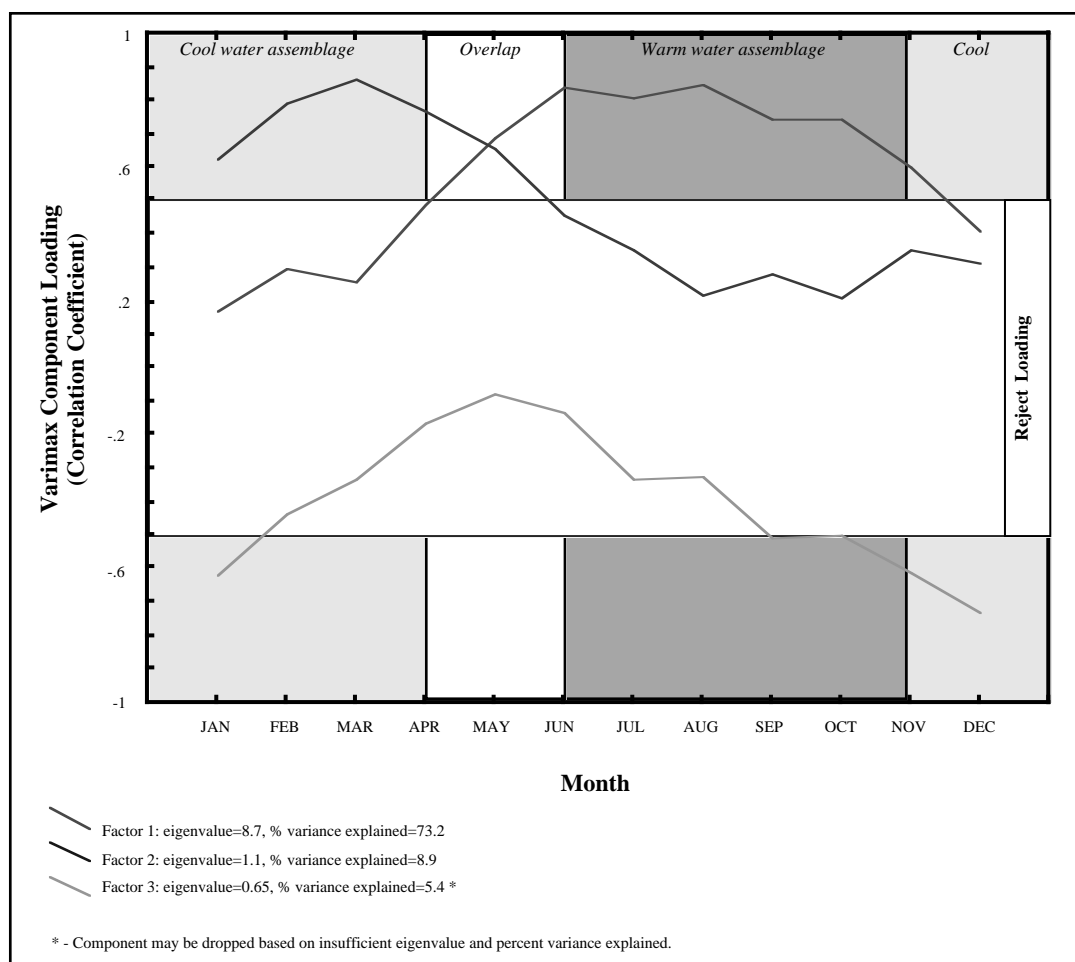 Cool water assemblage
Overlap
Warm water assemblage
Cool
1
.6
.2
-.2
-.6
-1
Varimax Component Loading
(Correlation Coefficient)
Reject Loading
JAN FEB MAR APR MAY JUN JUL AUG SEP OCT NOV DEC
Month
Factor 1: eigenvalue=8.7, % variance explained=73.2
Factor 2: eigenvalue=1.1, % variance explained=8.9
Factor 3: eigenvalue=0.65, % variance explained=5.4 *
* - Component may be dropped based on insufficient eigenvalue and percent variance explained.